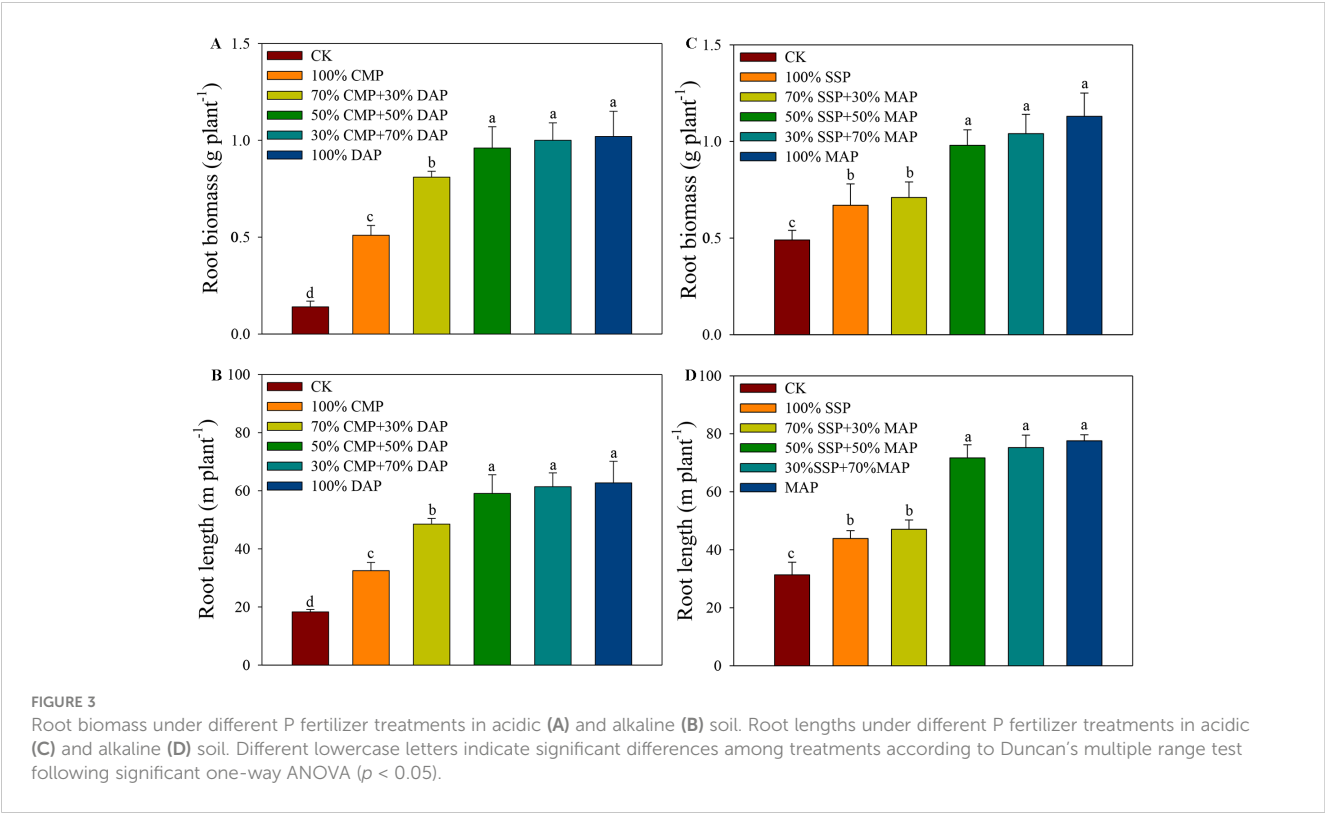 A
1.5
1.0
0.5
0.0
Root biomass (g plant-1)
CK
100% CMP
70% CMP+30% DAP
50% CMP+50% DAP
30% CMP+70% DAP
100% DAP
d
c
b
a
a
a
C
1.5
1.0
0.5
0.0
Root biomass (g plant-1)
CK
100% SSP
70% SSP+30% MAP
50% SSP+50% MAP
30% SSP+70% MAP
100% MAP
c
b
b
a
a
a
B
100
80
60
40
20
0
Root length (m plant-1)
CK
100% CMP
70% CMP+30% DAP
50% CMP+50% DAP
30% CMP+70% DAP
100% DAP
d
c
b
a
a
a
D
100
80
60
40
20
0
Root length (m plant-1)
CK
100% SSP
70% SSP+30% MAP
50% SSP+50% MAP
30%SSP+70%MAP
MAP
c
b
b
a
a
a
FIGURE 3
Root biomass under different P fertilizer treatments in acidic (A) and alkaline (B) soil. Root lengths under different P fertilizer treatments in acidic
(C) and alkaline (D) soil. Different lowercase letters indicate significant differences among treatments according to Duncan's multiple range test
following significant one-way ANOVA (p < 0.05).